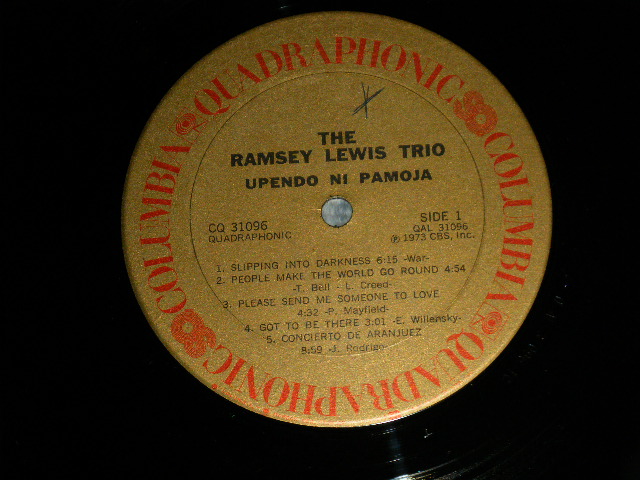 COLUMBIA QUADRAPHONIC COLUMBIA QUADRAPHONIC
THE
RAMSEY LEWIS TRIO
UPENDO NI PAMOJA
CQ 31096
QUADRAPHONIC
SIDE 1
QAL 31096
℗ 1973 CBS, Inc.
1. SLIPPING INTO DARKNESS 6:15 -War-
2. PEOPLE MAKE THE WORLD GO ROUND 4:54
-T. Bell - L. Creed-
3. PLEASE SEND ME SOMEONE TO LOVE
4:32 -P. Mayfield-
4. GOT TO BE THERE 3:01 -E. Willensky-
5. CONCIERTO DE ARANJUEZ
8:59 -J. Rodrigo-